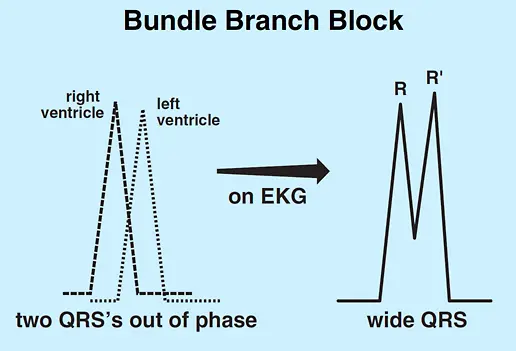 Bundle Branch Block
right
ventricle
left
ventricle
on EKG
R
R'
two QRS's out of phase
wide QRS